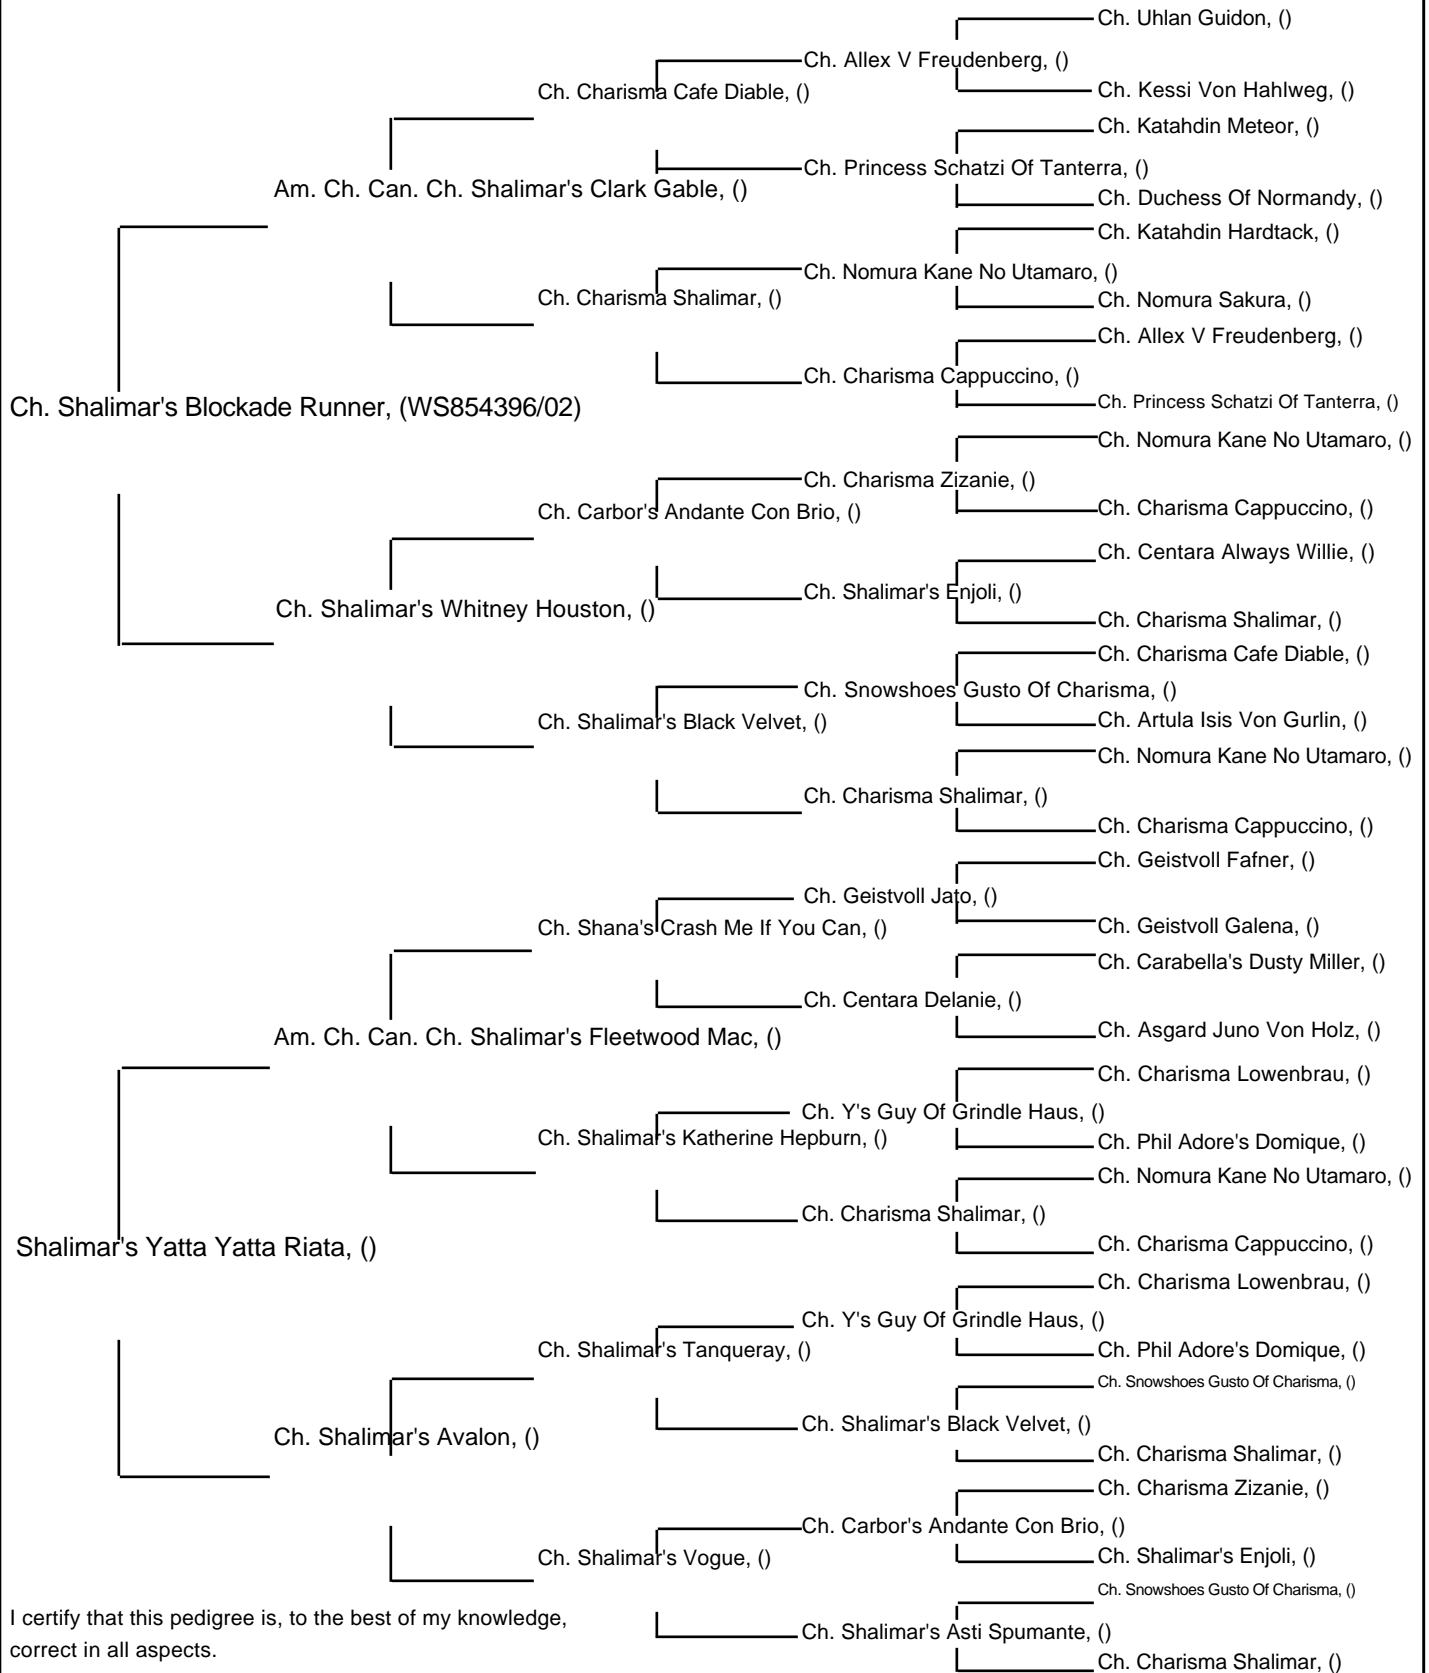 Ch. Uhlan Guidon, ()
Ch. Allex V Freudenberg, ()
Ch. Charisma Cafe Diable, ()
Ch. Kessi Von Hahlweg, ()
Ch. Katahdin Meteor, ()
Ch. Princess Schatzi Of Tanterra, ()
Am. Ch. Can. Ch. Shalimar's Clark Gable, ()
Ch. Duchess Of Normandy, ()
Ch. Katahdin Hardtack, ()
Ch. Nomura Kane No Utamaro, ()
Ch. Charisma Shalimar, ()
Ch. Nomura Sakura, ()
Ch. Allex V Freudenberg, ()
Ch. Charisma Cappuccino, ()
Ch. Princess Schatzi Of Tanterra, ()
Ch. Shalimar's Blockade Runner, (WS854396/02)
Ch. Nomura Kane No Utamaro, ()
Ch. Charisma Zizanie, ()
Ch. Carbor's Andante Con Brio, ()
Ch. Charisma Cappuccino, ()
Ch. Centara Always Willie, ()
Ch. Shalimar's Enjoli, ()
Ch. Shalimar's Whitney Houston, ()
Ch. Charisma Shalimar, ()
Ch. Charisma Cafe Diable, ()
Ch. Snowshoes Gusto Of Charisma, ()
Ch. Shalimar's Black Velvet, ()
Ch. Artula Isis Von Gurlin, ()
Ch. Nomura Kane No Utamaro, ()
Ch. Charisma Shalimar, ()
Ch. Charisma Cappuccino, ()
Ch. Geistvoll Fafner, ()
Ch. Geistvoll Jato, ()
Ch. Shana's Crash Me If You Can, ()
Ch. Geistvoll Galena, ()
Ch. Carabella's Dusty Miller, ()
Ch. Centara Delanie, ()
Am. Ch. Can. Ch. Shalimar's Fleetwood Mac, ()
Ch. Asgard Juno Von Holz, ()
Ch. Charisma Lowenbrau, ()
Ch. Y's Guy Of Grindle Haus, ()
Ch. Shalimar's Katherine Hepburn, ()
Ch. Phil Adore's Domique, ()
Ch. Nomura Kane No Utamaro, ()
Ch. Charisma Shalimar, ()
Ch. Charisma Cappuccino, ()
Shalimar's Yatta Yatta Riata, ()
Ch. Charisma Lowenbrau, ()
Ch. Y's Guy Of Grindle Haus, ()
Ch. Shalimar's Tanqueray, ()
Ch. Phil Adore's Domique, ()
Ch. Snowshoes Gusto Of Charisma, ()
Ch. Shalimar's Black Velvet, ()
Ch. Shalimar's Avalon, ()
Ch. Charisma Shalimar, ()
Ch. Charisma Zizanie, ()
Ch. Carbor's Andante Con Brio, ()
Ch. Shalimar's Vogue, ()
Ch. Shalimar's Enjoli, ()
Ch. Snowshoes Gusto Of Charisma, ()
Ch. Shalimar's Asti Spumante, ()
Ch. Charisma Shalimar, ()
I certify that this pedigree is, to the best of my knowledge,
correct in all aspects.